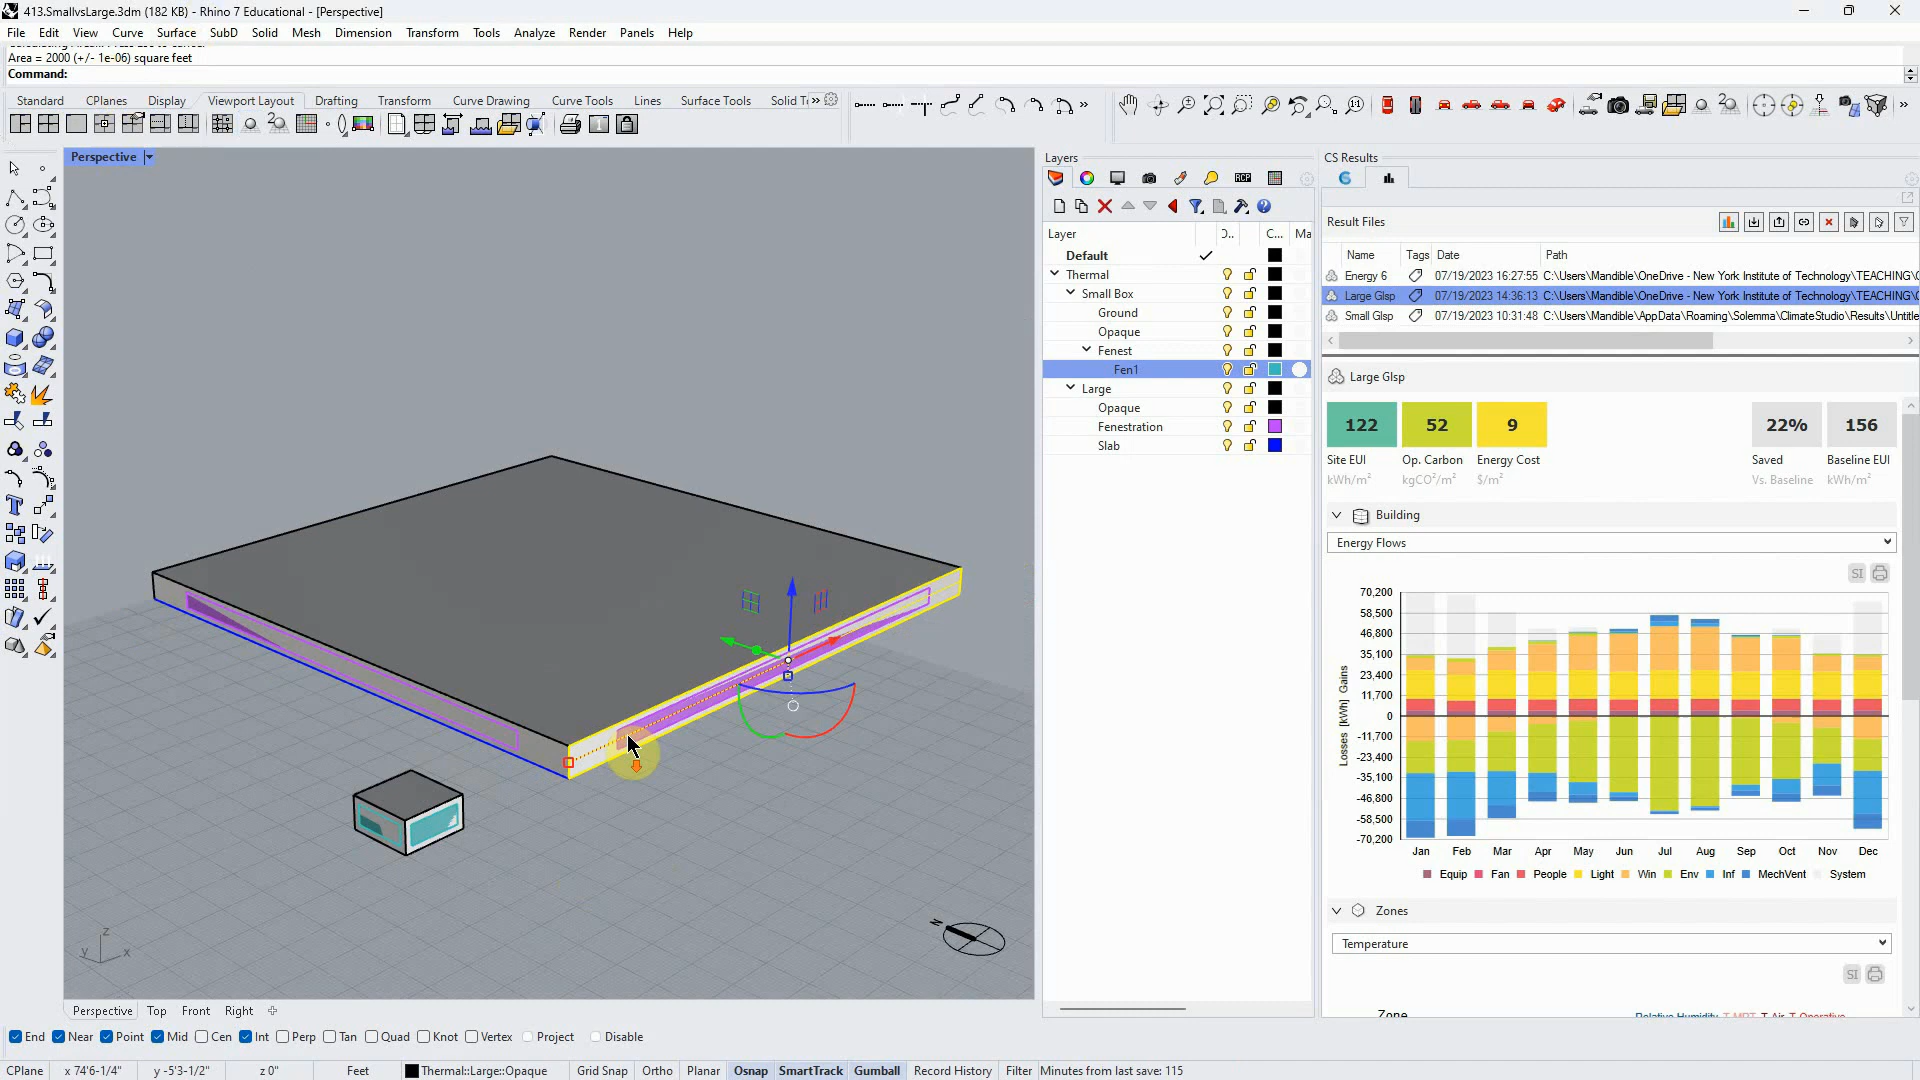 413.SmallvsLarge.3dm (182 KB) - Rhino 7 Educational - [Perspective]
File Edit View Curve Surface SubD Solid Mesh Dimension Transform Tools Analyze Render Panels Help
Area = 2000 (+/- 1e-06) square feet
Command:
Standard CPlanes Display Viewport Layout Drafting Transform Curve Drawing Curve Tools Lines Surface Tools Solid T
Perspective
Layers
RCP
Layer C... Ma
Default
Thermal
Small Box
Ground
Opaque
Fenest
Fen1
Large
Opaque
Fenestration
Slab
CS Results
Result Files
Name Tags Date Path
Energy 6 07/19/2023 16:27:55 C:\Users\Mandible\OneDrive - New York Institute of Technology\TEACHING\
Large Glsp 07/19/2023 14:36:13 C:\Users\Mandible\OneDrive - New York Institute of Technology\TEACHING\
Small Glsp 07/19/2023 10:31:48 C:\Users\Mandible\AppData\Roaming\Solemma\ClimateStudio\Results\Untitle
Large Glsp
122 52 9 22% 156
Site EUI Op. Carbon Energy Cost Saved Baseline EUI
kWh/m² kgCO²/m² $/m² Vs. Baseline kWh/m²
Building
Energy Flows
SI
Losses [kWh] Gains
70,200
58,500
46,800
35,100
23,400
11,700
0
-11,700
-23,400
-35,100
-46,800
-58,500
-70,200
Jan Feb Mar Apr May Jun Jul Aug Sep Oct Nov Dec
Equip Fan People Light Win Env Inf MechVent System
Zones
Temperature
SI
Zone Relative Humidity T MRT T Air T Operative
N
z
y x
Perspective Top Front Right
End Near Point Mid Cen Int Perp Tan Quad Knot Vertex Project Disable
CPlane x 74'6-1/4" y -5'3-1/2" z 0" Feet Thermal::Large::Opaque Grid Snap Ortho Planar Osnap SmartTrack Gumball Record History Filter Minutes from last save: 115